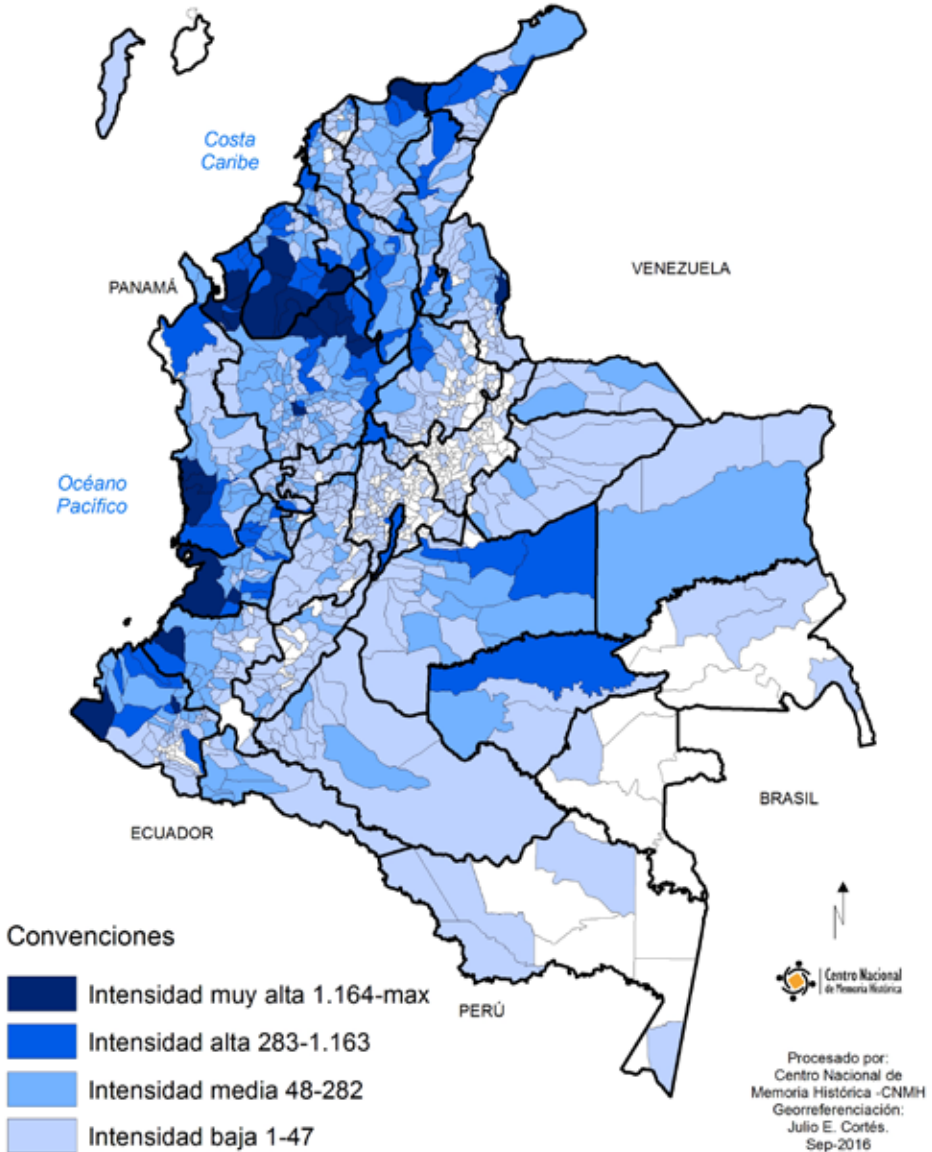 Costa
Caribe
VENEZUELA
PANAMÁ
Océano
Pacífico
BRASIL
ECUADOR
PERÚ
Convenciones
Intensidad muy alta 1.164-max
Intensidad alta 283-1.163
Intensidad media 48-282
Intensidad baja 1-47
N
Centro Nacional
de Memoria Histórica
Procesado por:
Centro Nacional de
Memoria Histórica -CNMH
Georreferenciación:
Julio E. Cortés.
Sep-2016